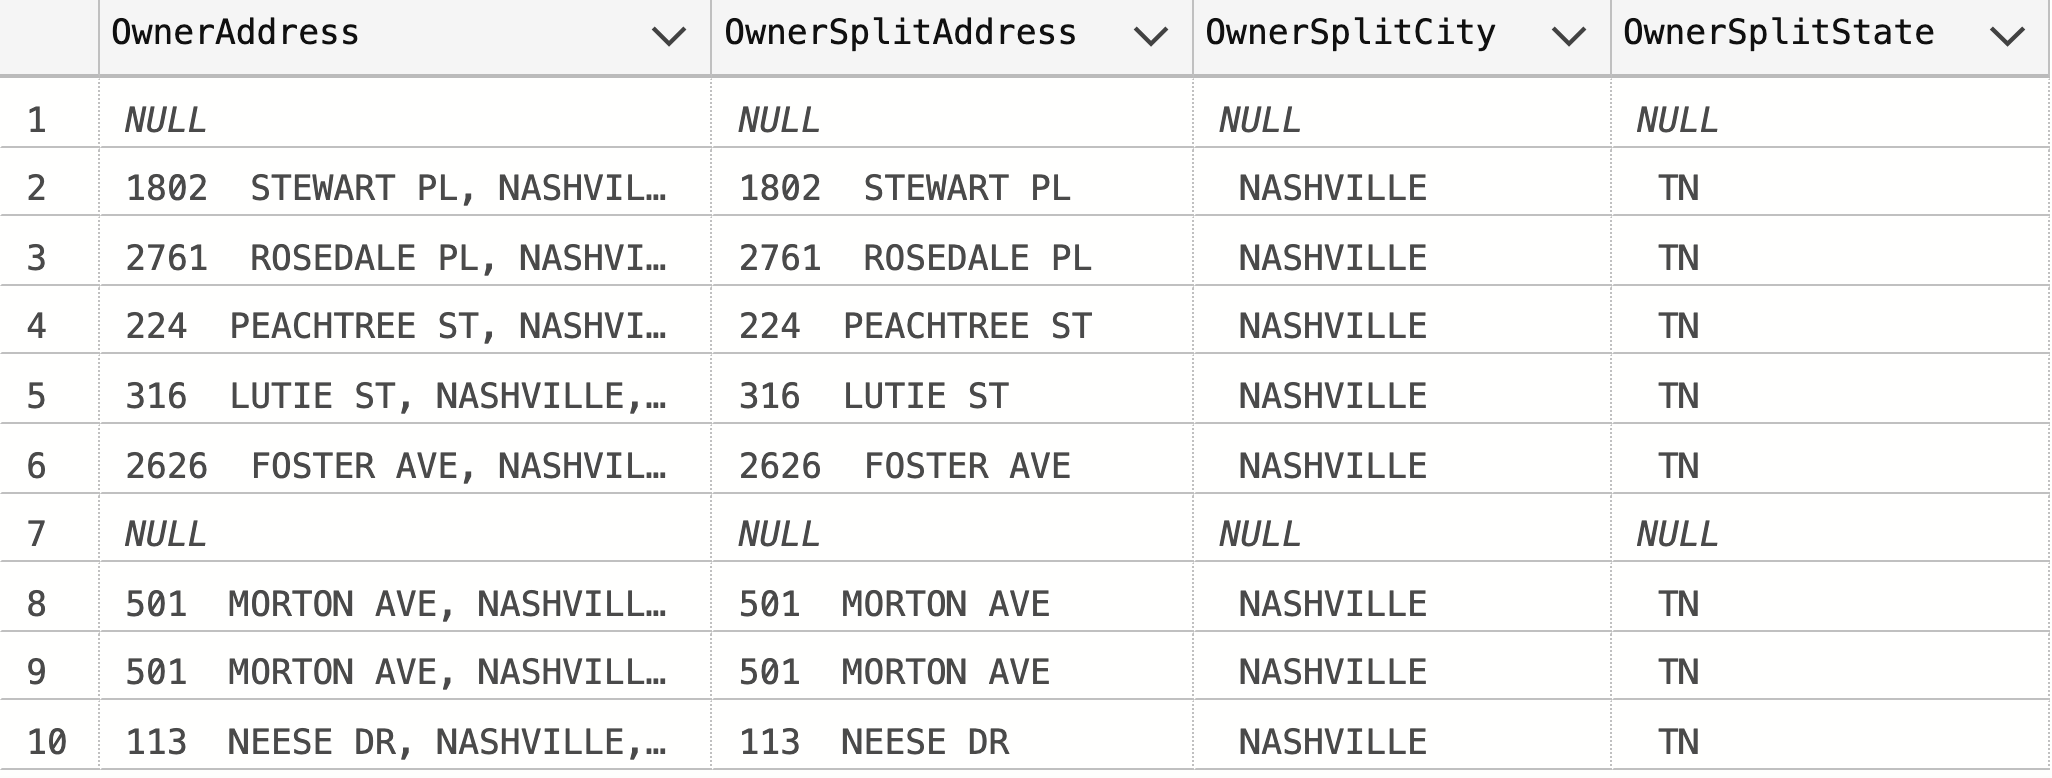 OwnerAddress OwnerSplitAddress OwnerSplitCity OwnerSplitState
1 NULL NULL NULL NULL
2 1802  STEWART PL, NASHVIL… 1802  STEWART PL NASHVILLE TN
3 2761  ROSEDALE PL, NASHVI… 2761  ROSEDALE PL NASHVILLE TN
4 224  PEACHTREE ST, NASHVI… 224  PEACHTREE ST NASHVILLE TN
5 316  LUTIE ST, NASHVILLE,… 316  LUTIE ST NASHVILLE TN
6 2626  FOSTER AVE, NASHVIL… 2626  FOSTER AVE NASHVILLE TN
7 NULL NULL NULL NULL
8 501  MORTON AVE, NASHVILL… 501  MORTON AVE NASHVILLE TN
9 501  MORTON AVE, NASHVILL… 501  MORTON AVE NASHVILLE TN
10 113  NEESE DR, NASHVILLE,… 113  NEESE DR NASHVILLE TN